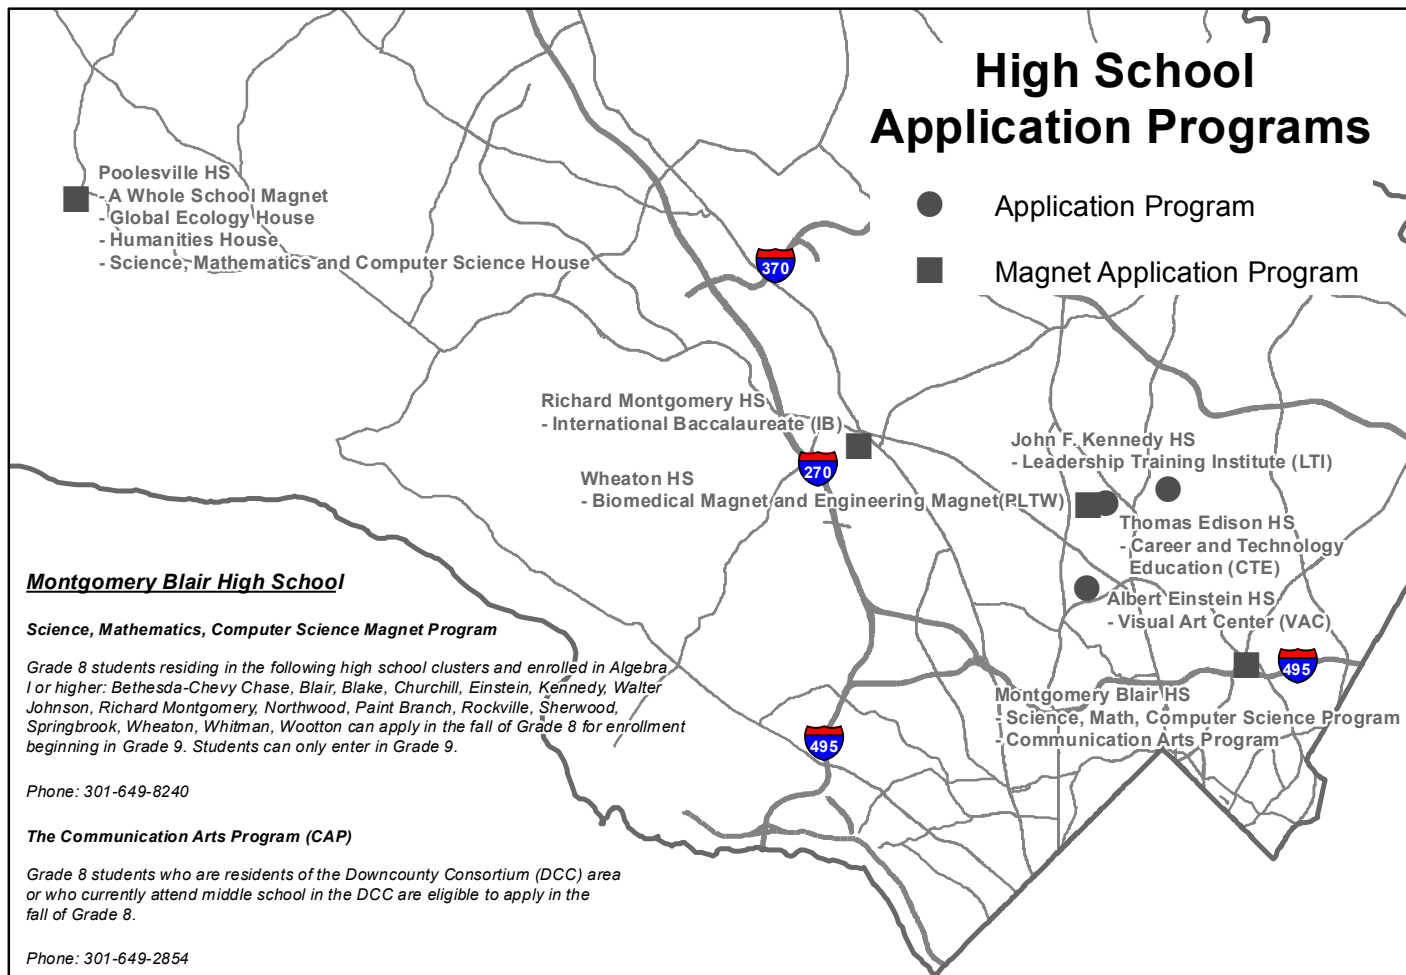 High School
Application Programs
Application Program
Magnet Application Program
Poolesville HS
- A Whole School Magnet
- Global Ecology House
- Humanities House
- Science, Mathematics and Computer Science House
370
Richard Montgomery HS
- International Baccalaureate (IB)
270
Wheaton HS
- Biomedical Magnet and Engineering Magnet(PLTW)
John F. Kennedy HS
- Leadership Training Institute (LTI)
Thomas Edison HS
- Career and Technology
Education (CTE)
Albert Einstein HS
- Visual Art Center (VAC)
495
Montgomery Blair HS
- Science, Math, Computer Science Program
- Communication Arts Program
495
Montgomery Blair High School
Science, Mathematics, Computer Science Magnet Program
Grade 8 students residing in the following high school clusters and enrolled in Algebra
I or higher: Bethesda-Chevy Chase, Blair, Blake, Churchill, Einstein, Kennedy, Walter
Johnson, Richard Montgomery, Northwood, Paint Branch, Rockville, Sherwood,
Springbrook, Wheaton, Whitman, Wootton can apply in the fall of Grade 8 for enrollment
beginning in Grade 9. Students can only enter in Grade 9.
Phone: 301-649-8240
The Communication Arts Program (CAP)
Grade 8 students who are residents of the Downcounty Consortium (DCC) area
or who currently attend middle school in the DCC are eligible to apply in the
fall of Grade 8.
Phone: 301-649-2854